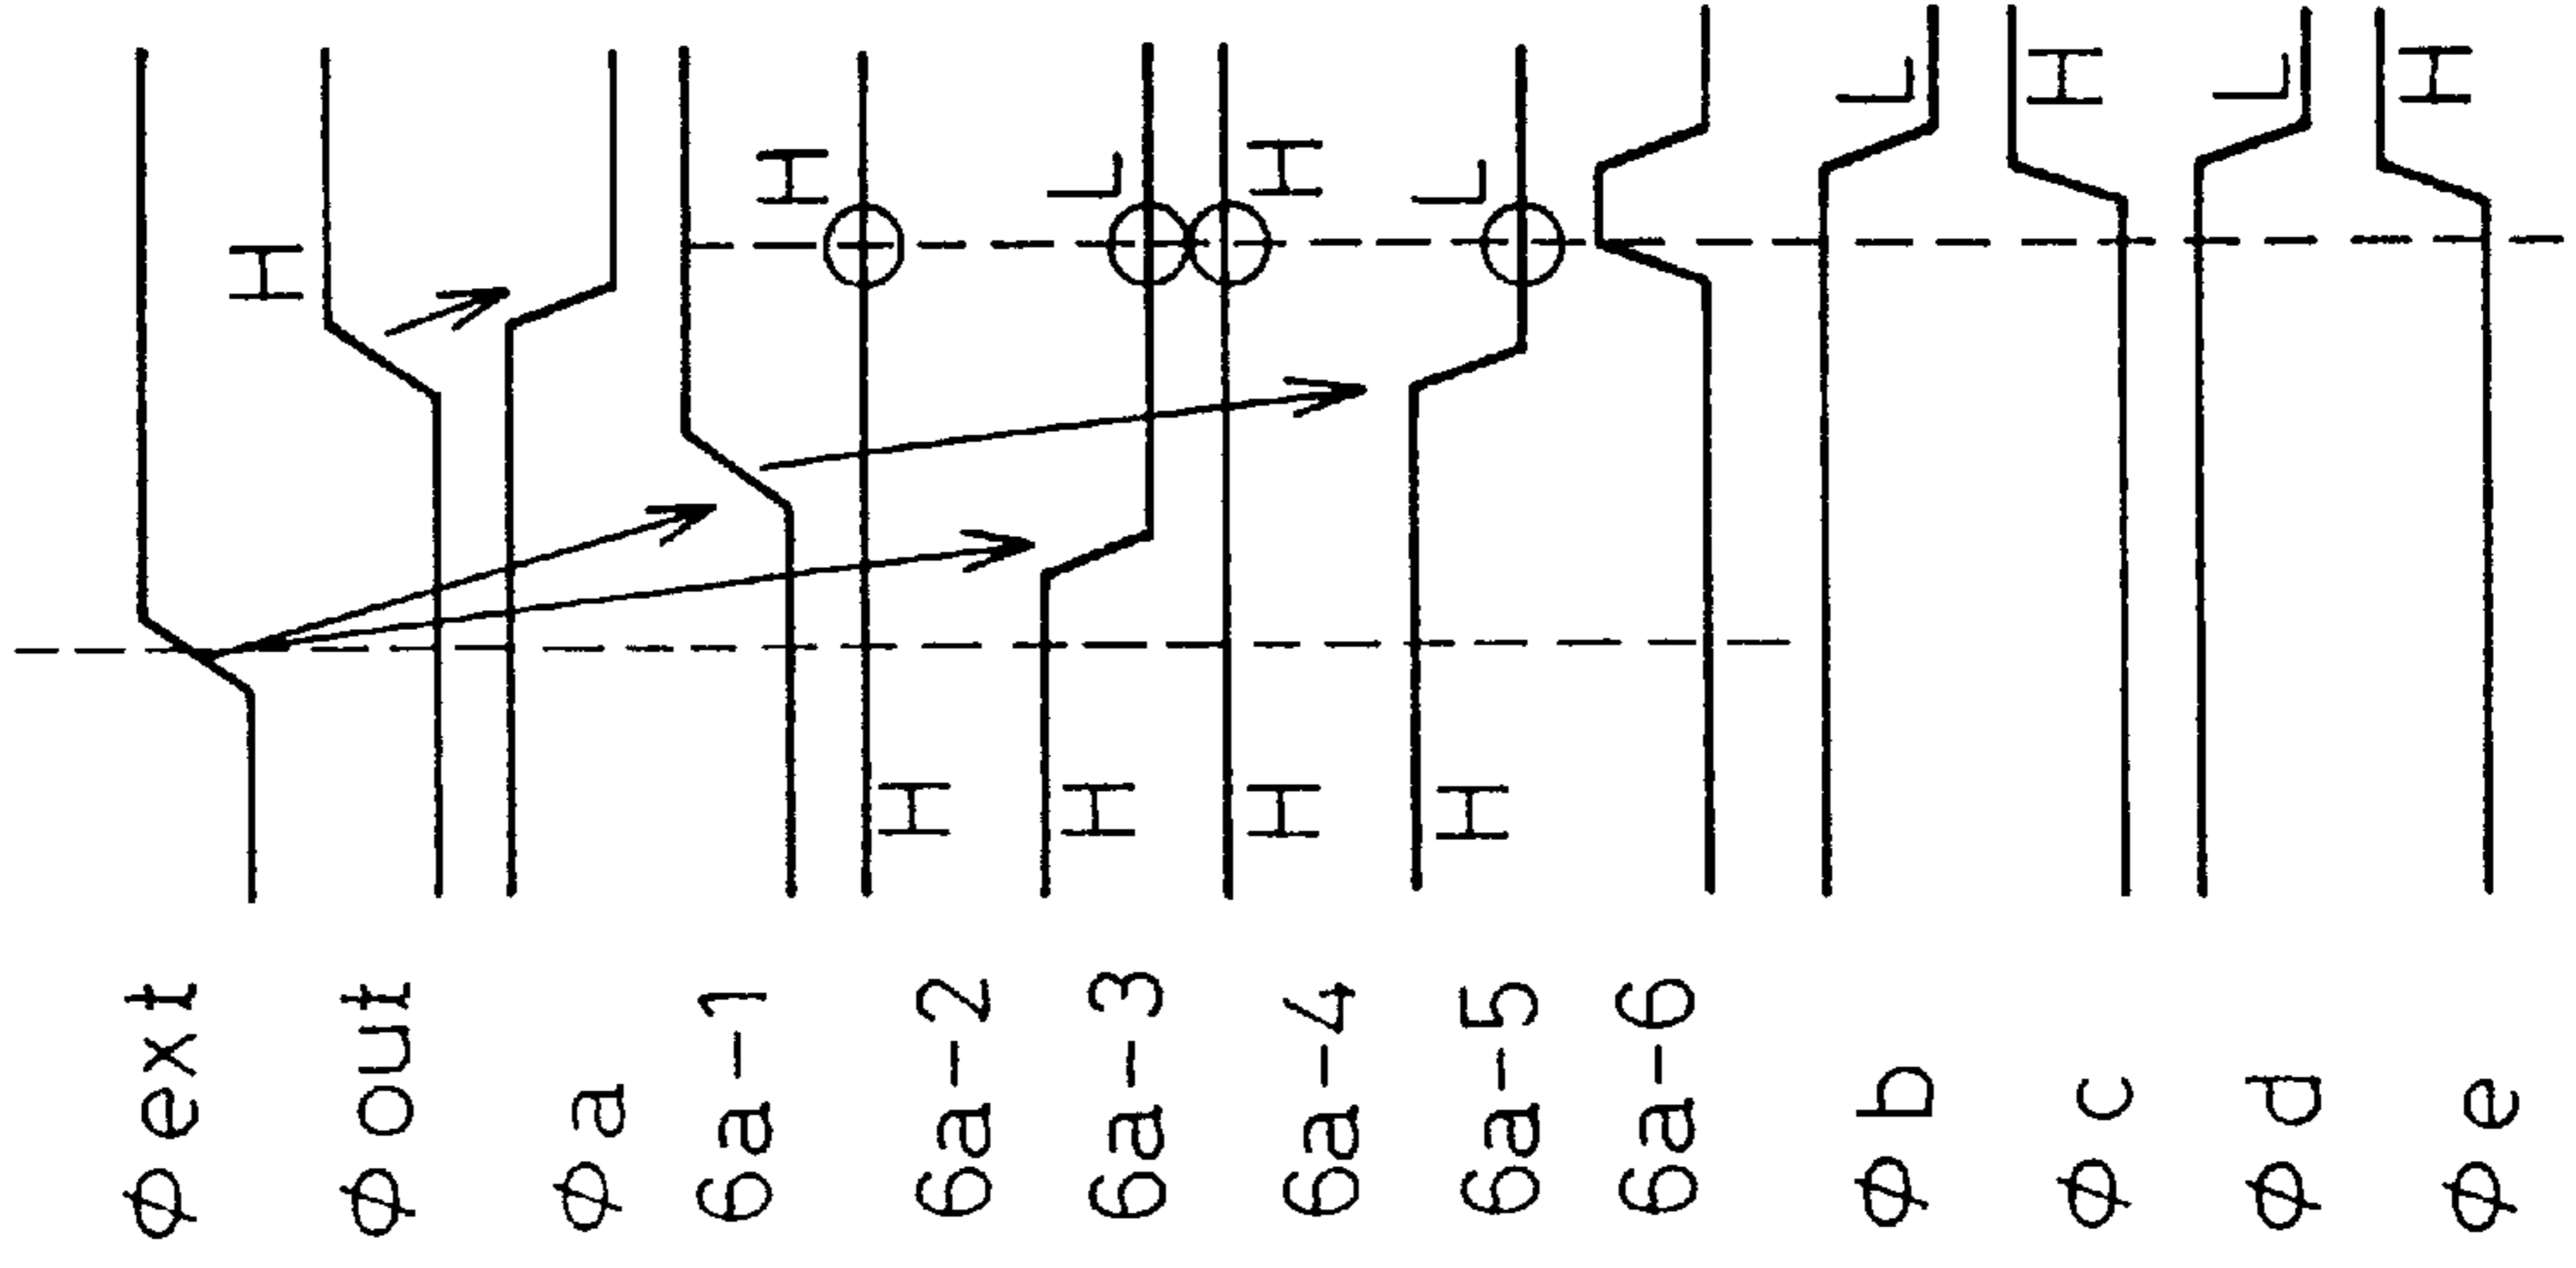 φext
φout H
φa
6a-1
6a-2 H H
6a-3 H L
6a-4 H H
6a-5 H L
6a-6
φb L
φc H
φd L
φe H